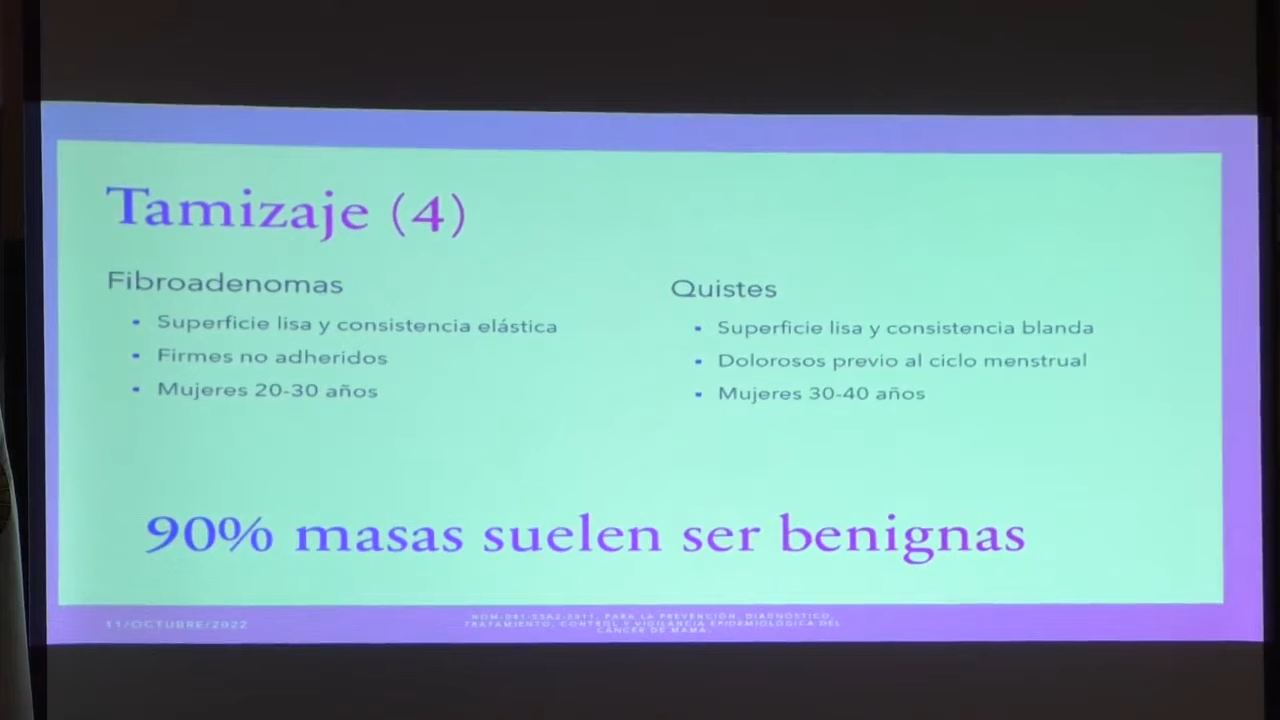 Tamizaje (4)
Fibroadenomas
▪ Superficie lisa y consistencia elástica
▪ Firmes no adheridos
▪ Mujeres 20-30 años
Quistes
▪ Superficie lisa y consistencia blanda
▪ Dolorosos previo al ciclo menstrual
▪ Mujeres 30-40 años
90% masas suelen ser benignas
11/OCTUBRE/2022
NOM-041-SSA2-2011, PARA LA PREVENCIÓN, DIAGNÓSTICO,
TRATAMIENTO, CONTROL Y VIGILANCIA EPIDEMIOLÓGICA DEL
CÁNCER DE MAMA